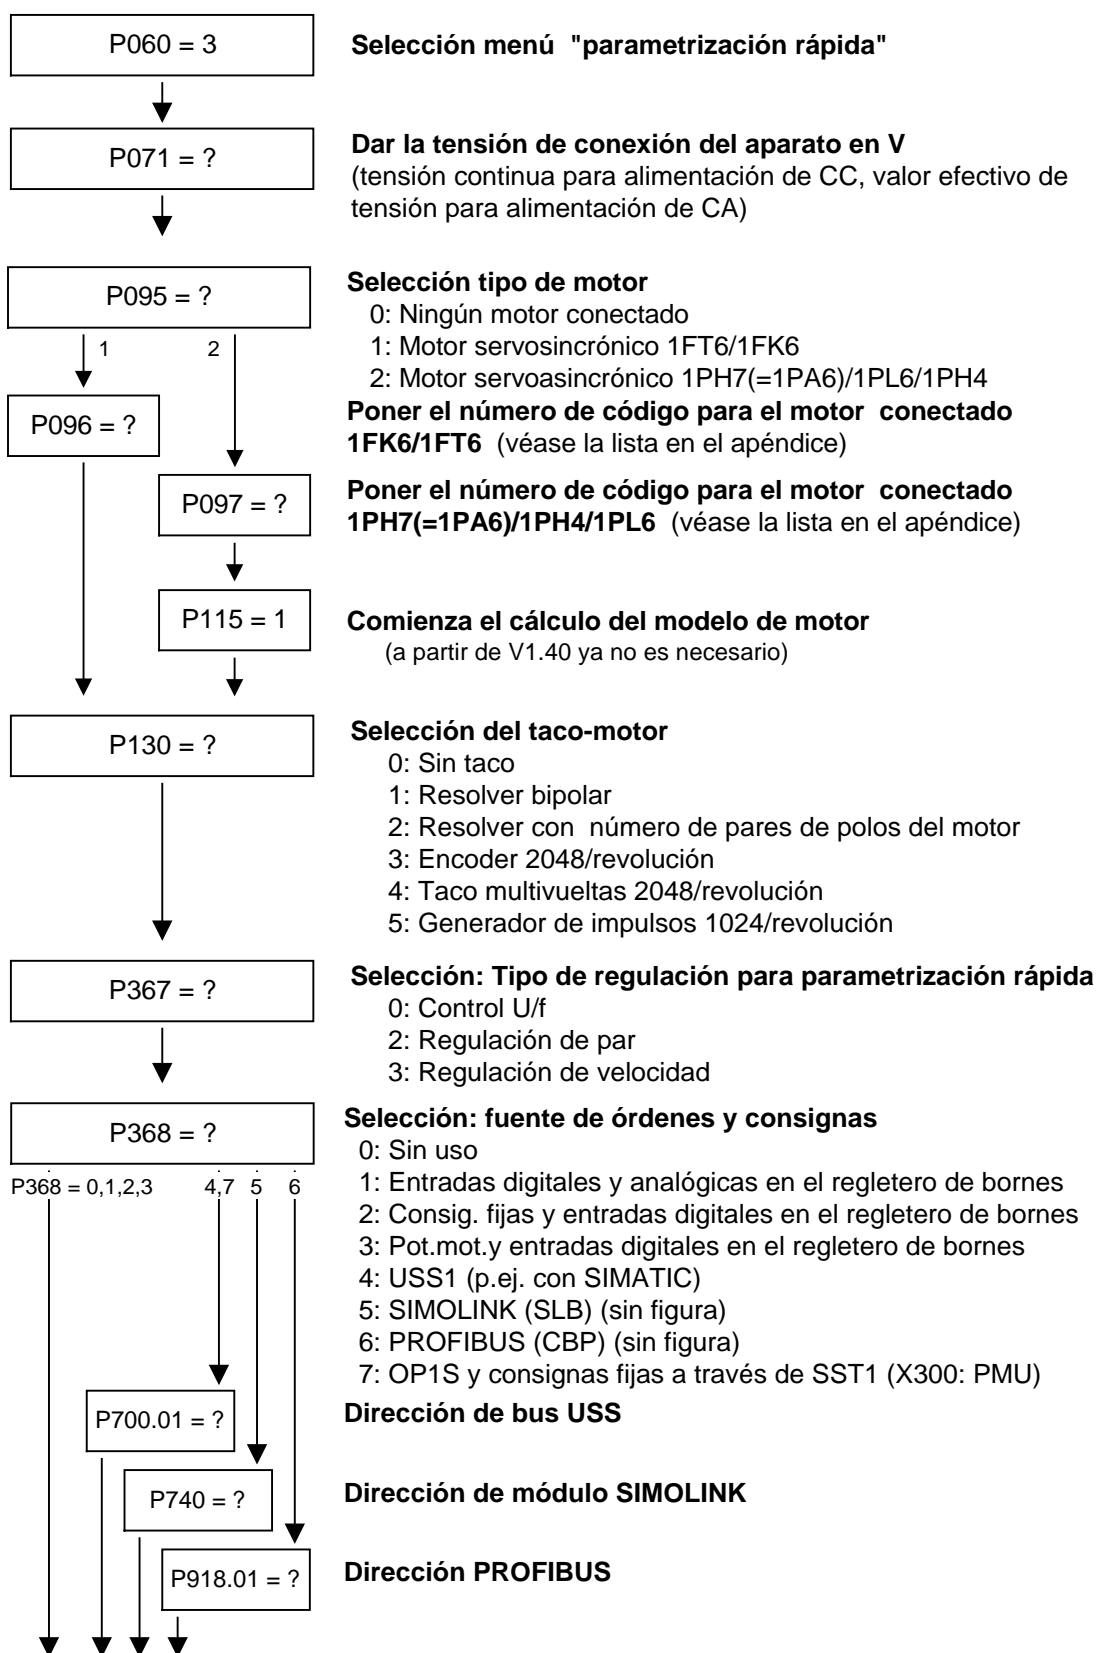 P060 = 3
Selección menú "parametrización rápida"
P071 = ?
Dar la tensión de conexión del aparato en V
(tensión continua para alimentación de CC, valor efectivo de
tensión para alimentación de CA)
P095 = ?
Selección tipo de motor
0: Ningún motor conectado
1: Motor servosincrónico 1FT6/1FK6
2: Motor servoasincrónico 1PH7(=1PA6)/1PL6/1PH4
1
2
P096 = ?
Poner el número de código para el motor conectado
1FK6/1FT6 (véase la lista en el apéndice)
P097 = ?
Poner el número de código para el motor conectado
1PH7(=1PA6)/1PH4/1PL6 (véase la lista en el apéndice)
P115 = 1
Comienza el cálculo del modelo de motor
(a partir de V1.40 ya no es necesario)
P130 = ?
Selección del taco-motor
0: Sin taco
1: Resolver bipolar
2: Resolver con número de pares de polos del motor
3: Encoder 2048/revolución
4: Taco multivueltas 2048/revolución
5: Generador de impulsos 1024/revolución
P367 = ?
Selección: Tipo de regulación para parametrización rápida
0: Control U/f
2: Regulación de par
3: Regulación de velocidad
P368 = ?
Selección: fuente de órdenes y consignas
0: Sin uso
1: Entradas digitales y analógicas en el regletero de bornes
2: Consig. fijas y entradas digitales en el regletero de bornes
3: Pot.mot.y entradas digitales en el regletero de bornes
4: USS1 (p.ej. con SIMATIC)
5: SIMOLINK (SLB) (sin figura)
6: PROFIBUS (CBP) (sin figura)
7: OP1S y consignas fijas a través de SST1 (X300: PMU)
P368 = 0,1,2,3
4,7
5
6
P700.01 = ?
Dirección de bus USS
P740 = ?
Dirección de módulo SIMOLINK
P918.01 = ?
Dirección PROFIBUS